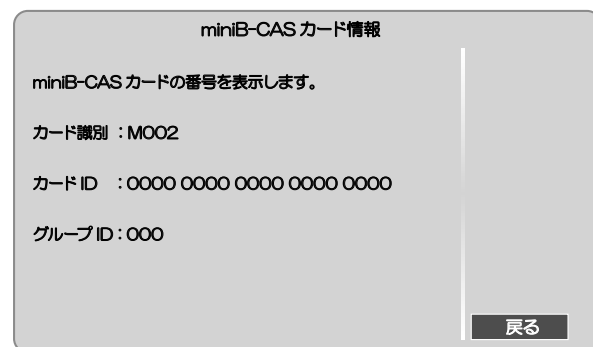 miniB-CAS カード情報
miniB-CAS カードの番号を表示します。
カード識別 : M002
カード ID : 0000 0000 0000 0000 0000
グループ ID : 000
戻る